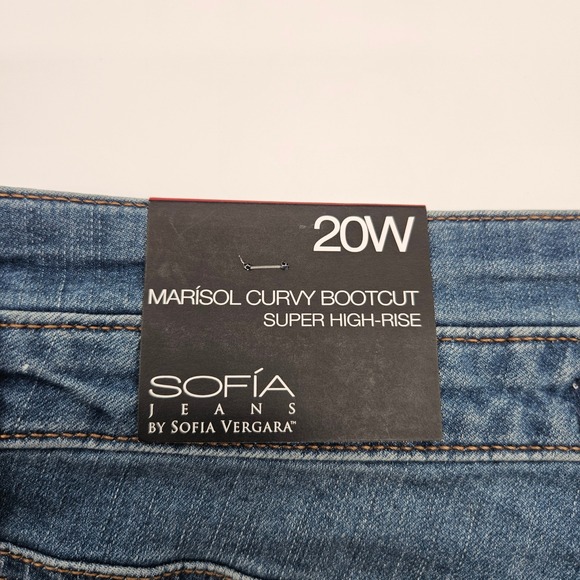 20W
MARÍSOL CURVY BOOTCUT
SUPER HIGH-RISE
SOFÍA
JEANS
BY SOFIA VERGARA™